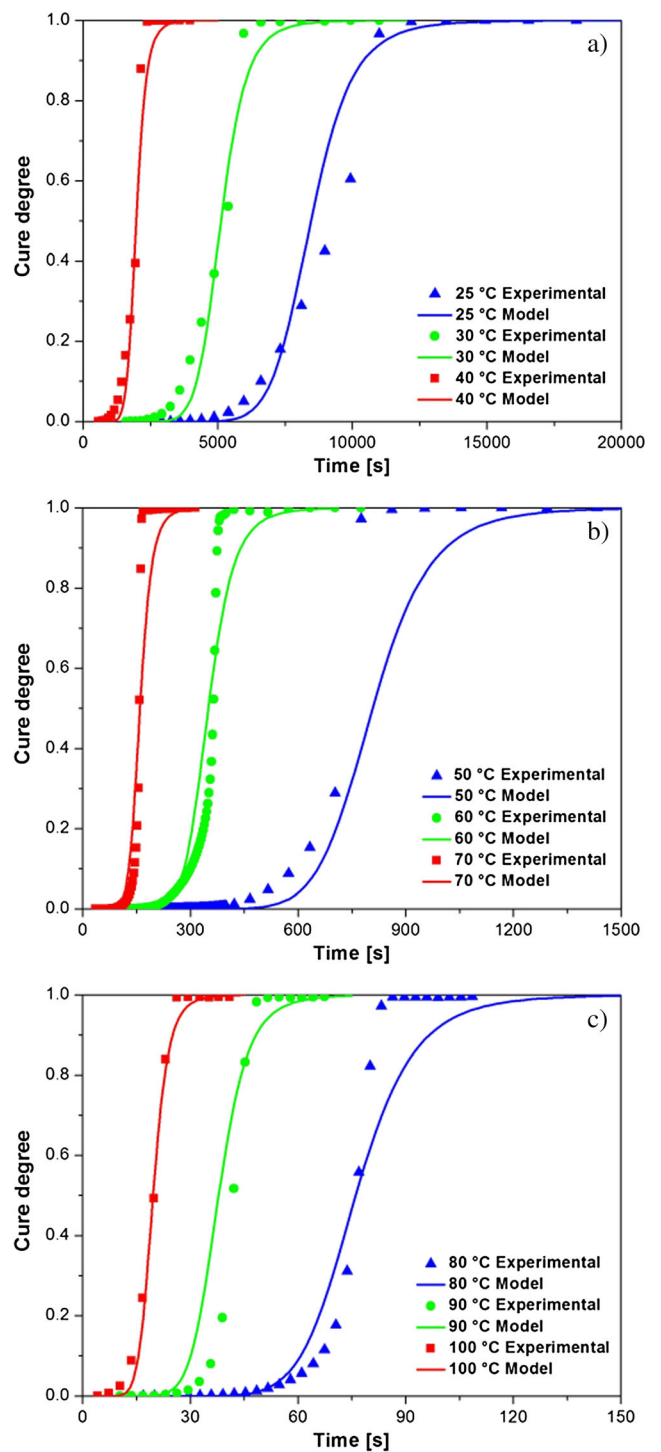 a)
1.0
0.8
0.6
0.4
0.2
0.0
Cure degree
25 °C Experimental
25 °C Model
30 °C Experimental
30 °C Model
40 °C Experimental
40 °C Model
0 5000 10000 15000 20000
Time [s]
b)
1.0
0.8
0.6
0.4
0.2
0.0
Cure degree
50 °C Experimental
50 °C Model
60 °C Experimental
60 °C Model
70 °C Experimental
70 °C Model
0 300 600 900 1200 1500
Time [s]
c)
1.0
0.8
0.6
0.4
0.2
0.0
Cure degree
80 °C Experimental
80 °C Model
90 °C Experimental
90 °C Model
100 °C Experimental
100 °C Model
0 30 60 90 120 150
Time [s]